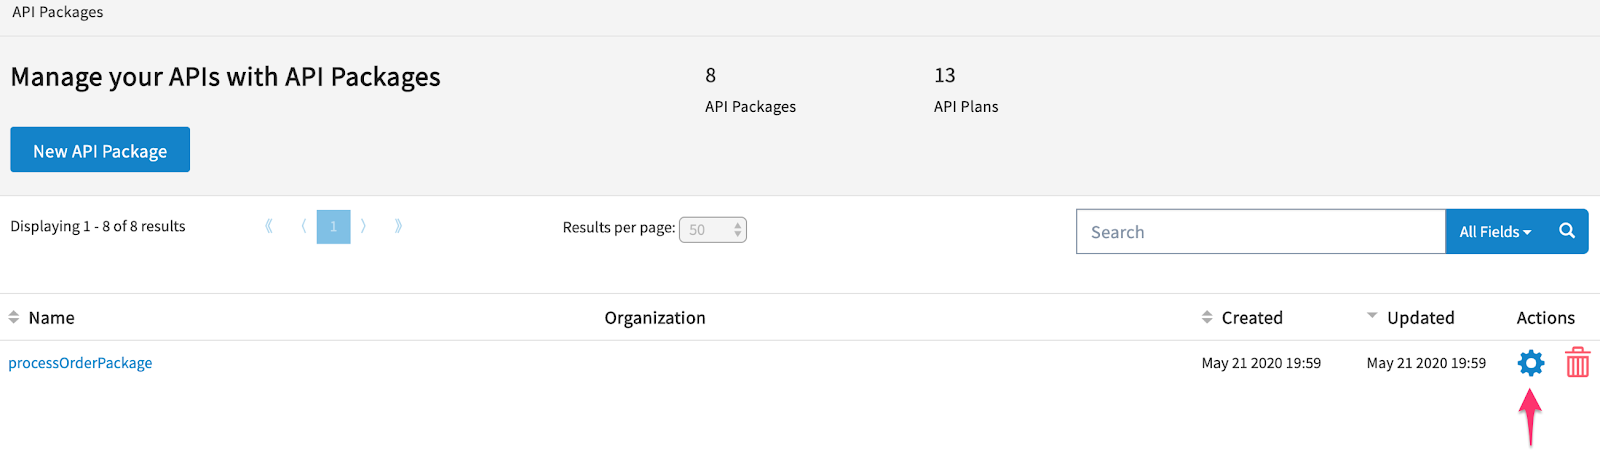 API Packages
Manage your APIs with API Packages
8
API Packages
13
API Plans
New API Package
Displaying 1 - 8 of 8 results
⟪ ⟨ 1 ⟩ ⟫
Results per page: 50
Search
All Fields
Name Organization Created Updated Actions
processOrderPackage May 21 2020 19:59 May 21 2020 19:59